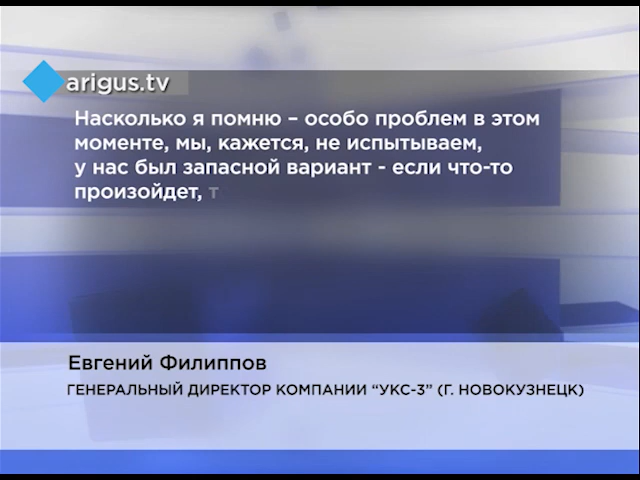 arigus.tv
Насколько я помню – особо проблем в этом
моменте, мы, кажется, не испытываем,
у нас был запасной вариант - если что-то
произойдет, т
Евгений Филиппов
ГЕНЕРАЛЬНЫЙ ДИРЕКТОР КОМПАНИИ “УКС-3” (Г. НОВОКУЗНЕЦК)